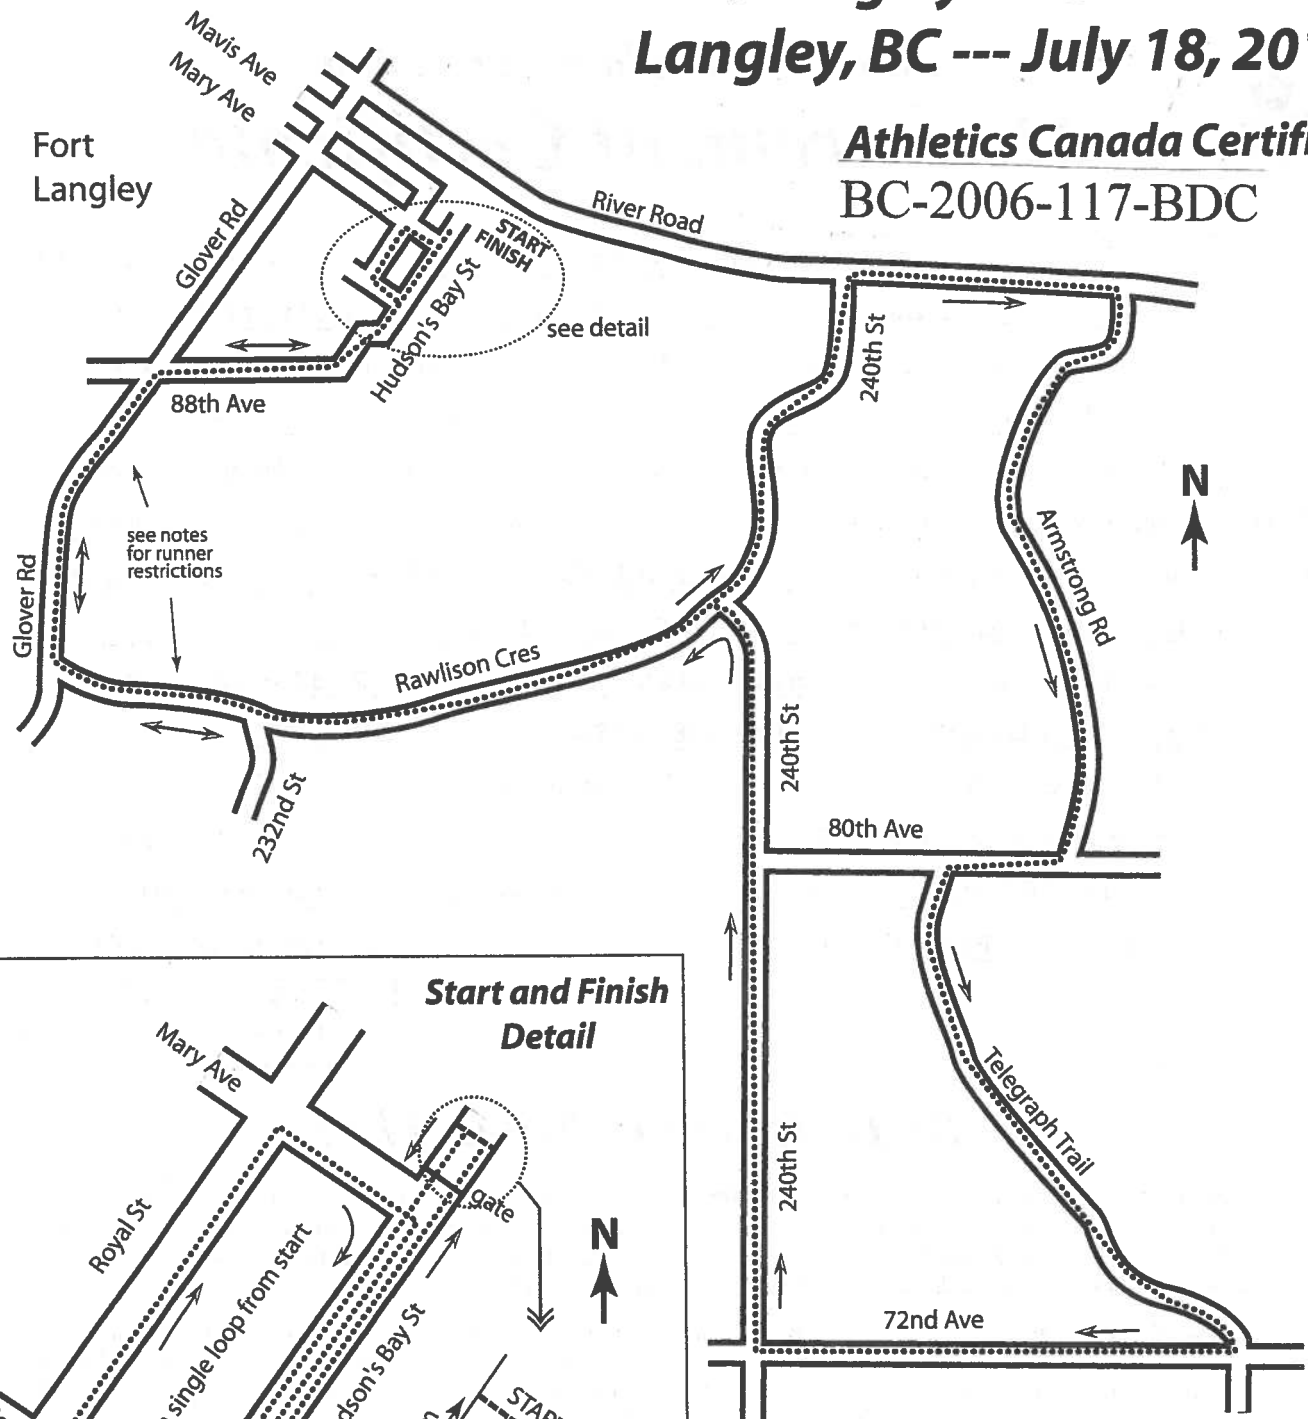 Langley, BC --- July 18, 20
Athletics Canada Certifi
BC-2006-117-BDC
Mavis Ave
Mary Ave
Fort
Langley
Glover Rd
River Road
START
FINISH
Hudson's Bay St
see detail
88th Ave
240th St
N
see notes
for runner
restrictions
Glover Rd
Armstrong Rd
Rawlison Cres
240th St
232nd St
80th Ave
Start and Finish
Detail
Mary Ave
Telegraph Trail
gate
240th St
Royal St
N
single loop from start
dson's Bay St
72nd Ave
START